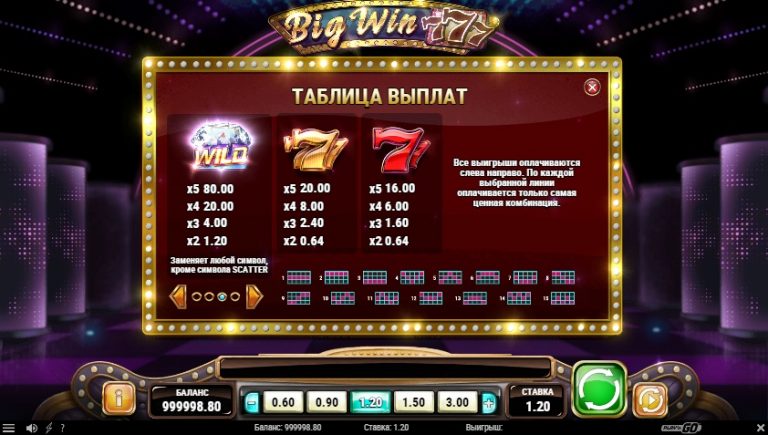 Big Win 777
ТАБЛИЦА ВЫПЛАТ
WILD
x5 80.00
x4 20.00
x3 4.00
x2 1.20
Заменяет любой символ,
кроме символа SCATTER
x5 20.00
x4 8.00
x3 2.40
x2 0.64
x5 16.00
x4 6.00
x3 1.60
x2 0.64
Все выигрыши оплачиваются
слева направо. По каждой
выбранной линии
оплачивается только самая
ценная комбинация.
1 2 3 4 5 6 7 8
9 10 11 12 13 14 15
БАЛАНС
999998.80
0.60 0.90 1.20 1.50 3.00
СТАВКА
1.20
Баланс: 999998.80 Ставка: 1.20 Выигрыш:
PLAY'N GO